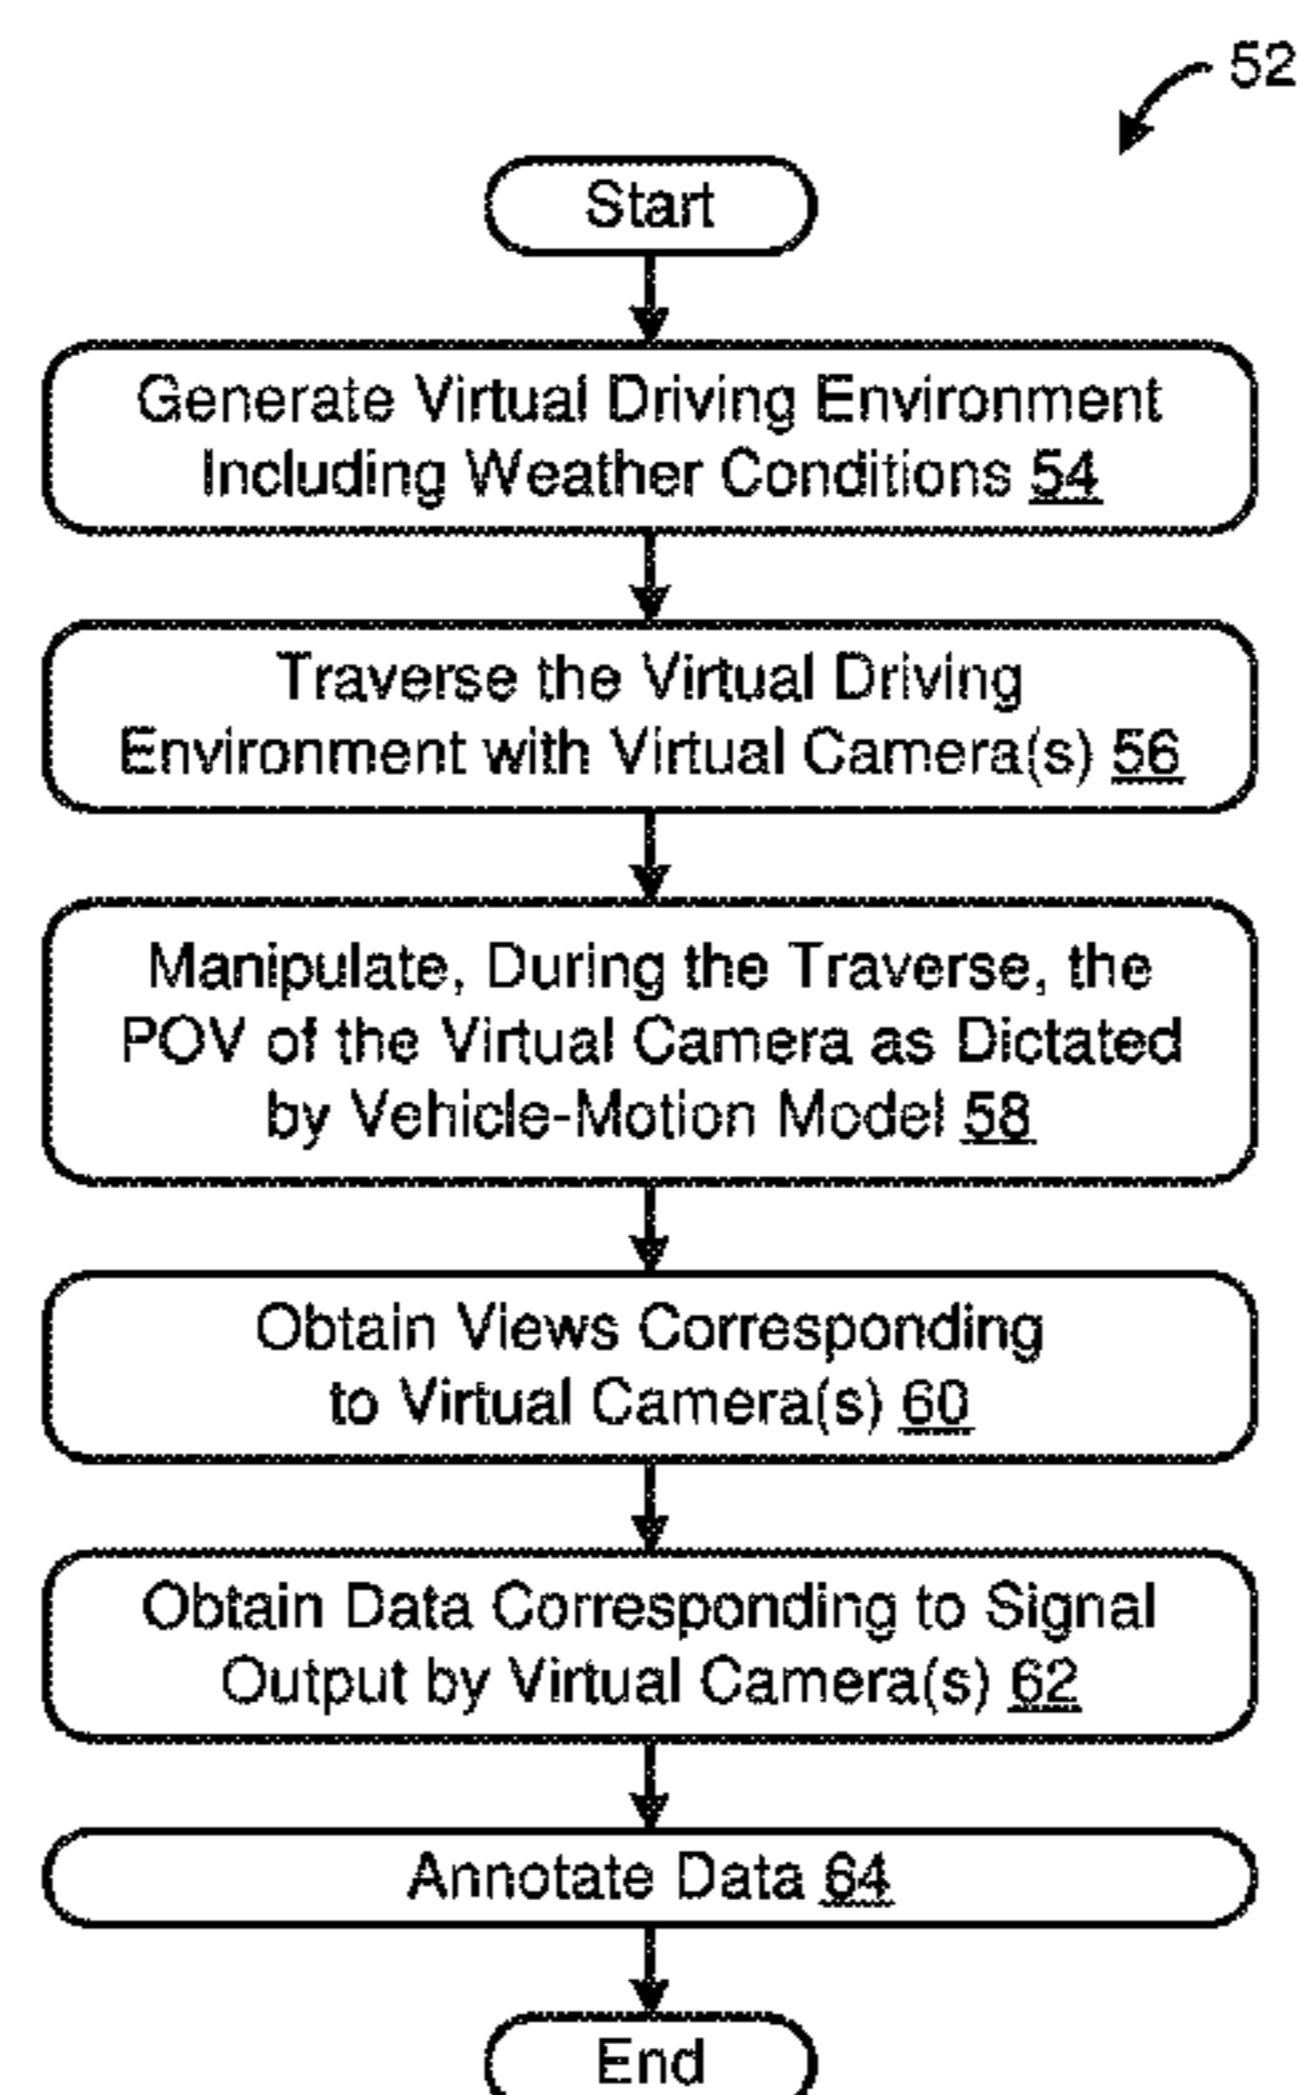 52
Start
Generate Virtual Driving Environment
Including Weather Conditions 54
Traverse the Virtual Driving
Environment with Virtual Camera(s) 56
Manipulate, During the Traverse, the
POV of the Virtual Camera as Dictated
by Vehicle-Motion Model 58
Obtain Views Corresponding
to Virtual Camera(s) 60
Obtain Data Corresponding to Signal
Output by Virtual Camera(s) 62
Annotate Data 64
End